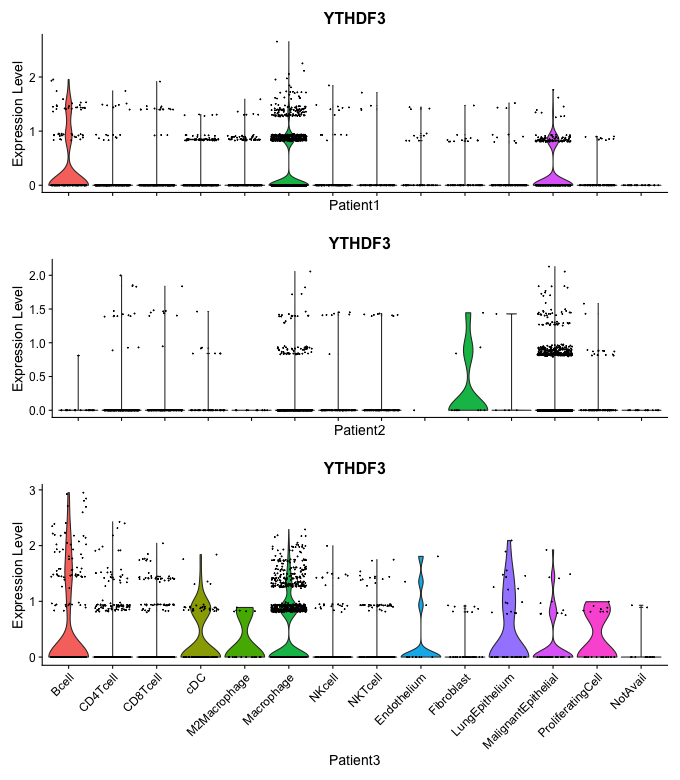 YTHDF3
Expression Level
2
1
0
Patient1
YTHDF3
Expression Level
2.0
1.5
1.0
0.5
0.0
Patient2
YTHDF3
Expression Level
3
2
1
0
Bcell
CD4Tcell
CD8Tcell
cDC
M2Macrophage
Macrophage
NKcell
NKTcell
Endothelium
Fibroblast
LungEpithelium
MalignantEpithelial
ProliferatingCell
NotAvail
Patient3